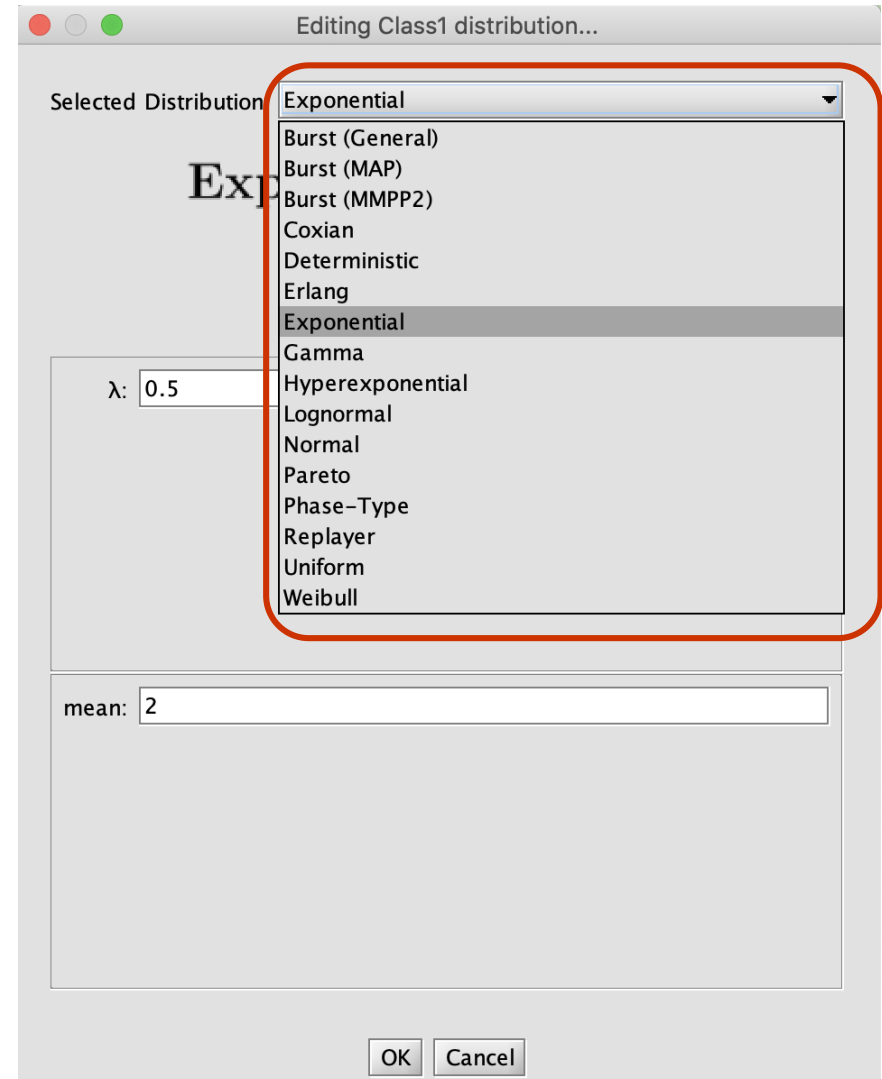 Editing Class1 distribution...
Selected Distribution Exponential
Burst (General)
Burst (MAP)
Burst (MMPP2)
Coxian
Deterministic
Erlang
Exponential
Gamma
Hyperexponential
Lognormal
Normal
Pareto
Phase-Type
Replayer
Uniform
Weibull
λ: 0.5
mean: 2
OK Cancel